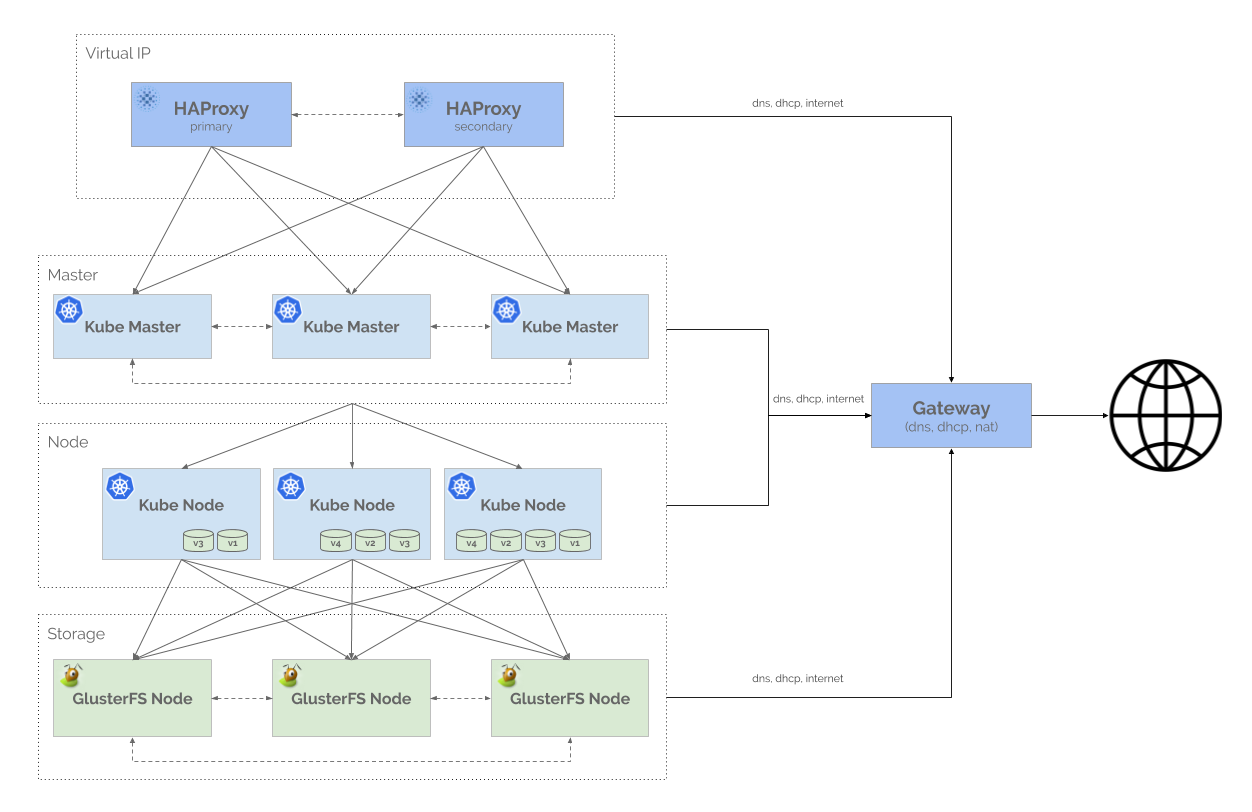 Virtual IP
HAProxy
primary
HAProxy
secondary
dns, dhcp, internet
Master
Kube Master
Kube Master
Kube Master
dns, dhcp, internet
Gateway
(dns, dhcp, nat)
Node
Kube Node
v3
v1
Kube Node
v4
v2
v3
Kube Node
v4
v2
v3
v1
Storage
GlusterFS Node
GlusterFS Node
GlusterFS Node
dns, dhcp, internet